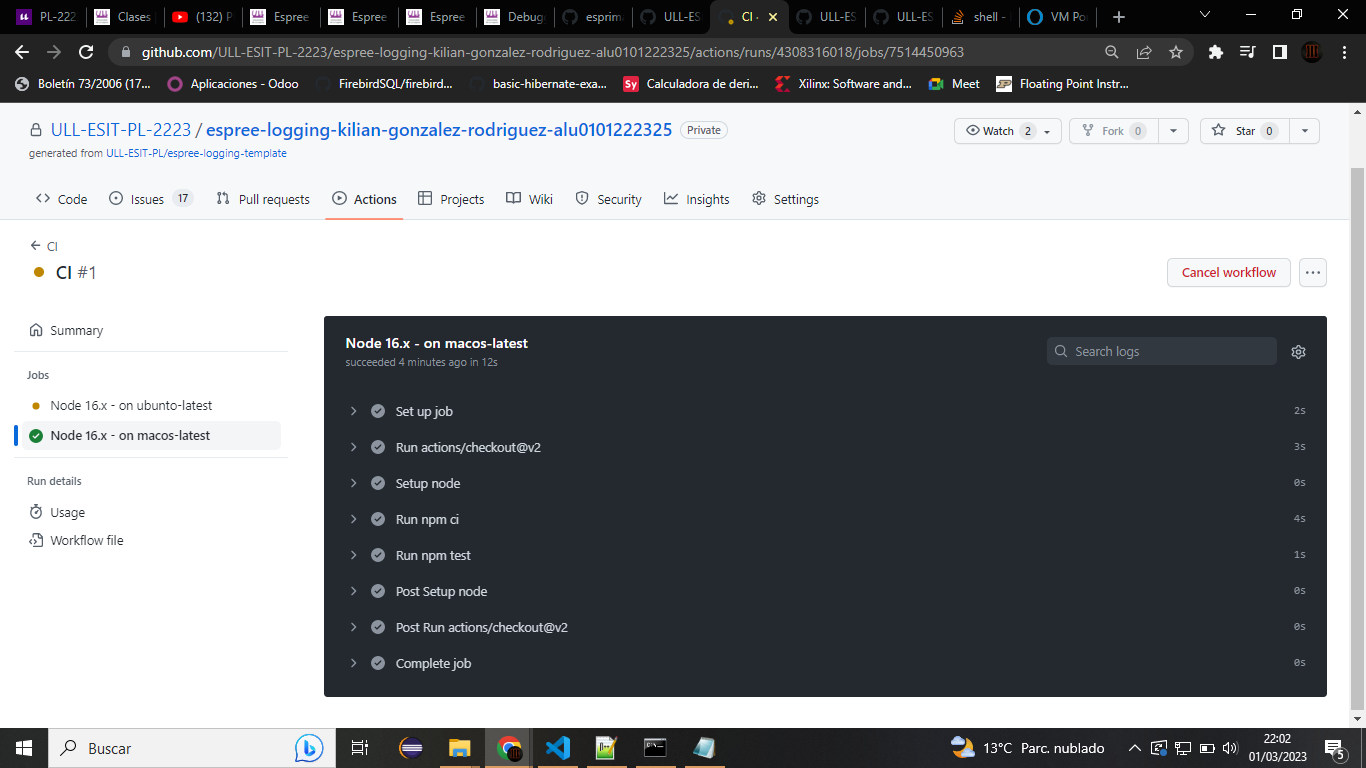 PL-222
Clases
(132) P
Espree
Espree
Espree
Debug
esprima
ULL-ES
CI ·
ULL-ES
ULL-ES
shell -
VM Po
github.com/ULL-ESIT-PL-2223/espree-logging-kilian-gonzalez-rodriguez-alu0101222325/actions/runs/4308316018/jobs/7514450963
Boletín 73/2006 (17...
Aplicaciones - Odoo
FirebirdSQL/firebird...
basic-hibernate-exa...
Sy Calculadora de deri...
Xilinx: Software and...
Meet
Floating Point Instr...
ULL-ESIT-PL-2223 / espree-logging-kilian-gonzalez-rodriguez-alu0101222325 Private
Watch 2
Fork 0
Star 0
generated from ULL-ESIT-PL/espree-logging-template
Code
Issues 17
Pull requests
Actions
Projects
Wiki
Security
Insights
Settings
CI
CI #1
Cancel workflow
Summary
Jobs
Node 16.x - on ubunto-latest
Node 16.x - on macos-latest
Run details
Usage
Workflow file
Node 16.x - on macos-latest
succeeded 4 minutes ago in 12s
Search logs
Set up job 2s
Run actions/checkout@v2 3s
Setup node 0s
Run npm ci 4s
Run npm test 1s
Post Setup node 0s
Post Run actions/checkout@v2 0s
Complete job 0s
Buscar
13°C Parc. nublado
22:02
01/03/2023
5